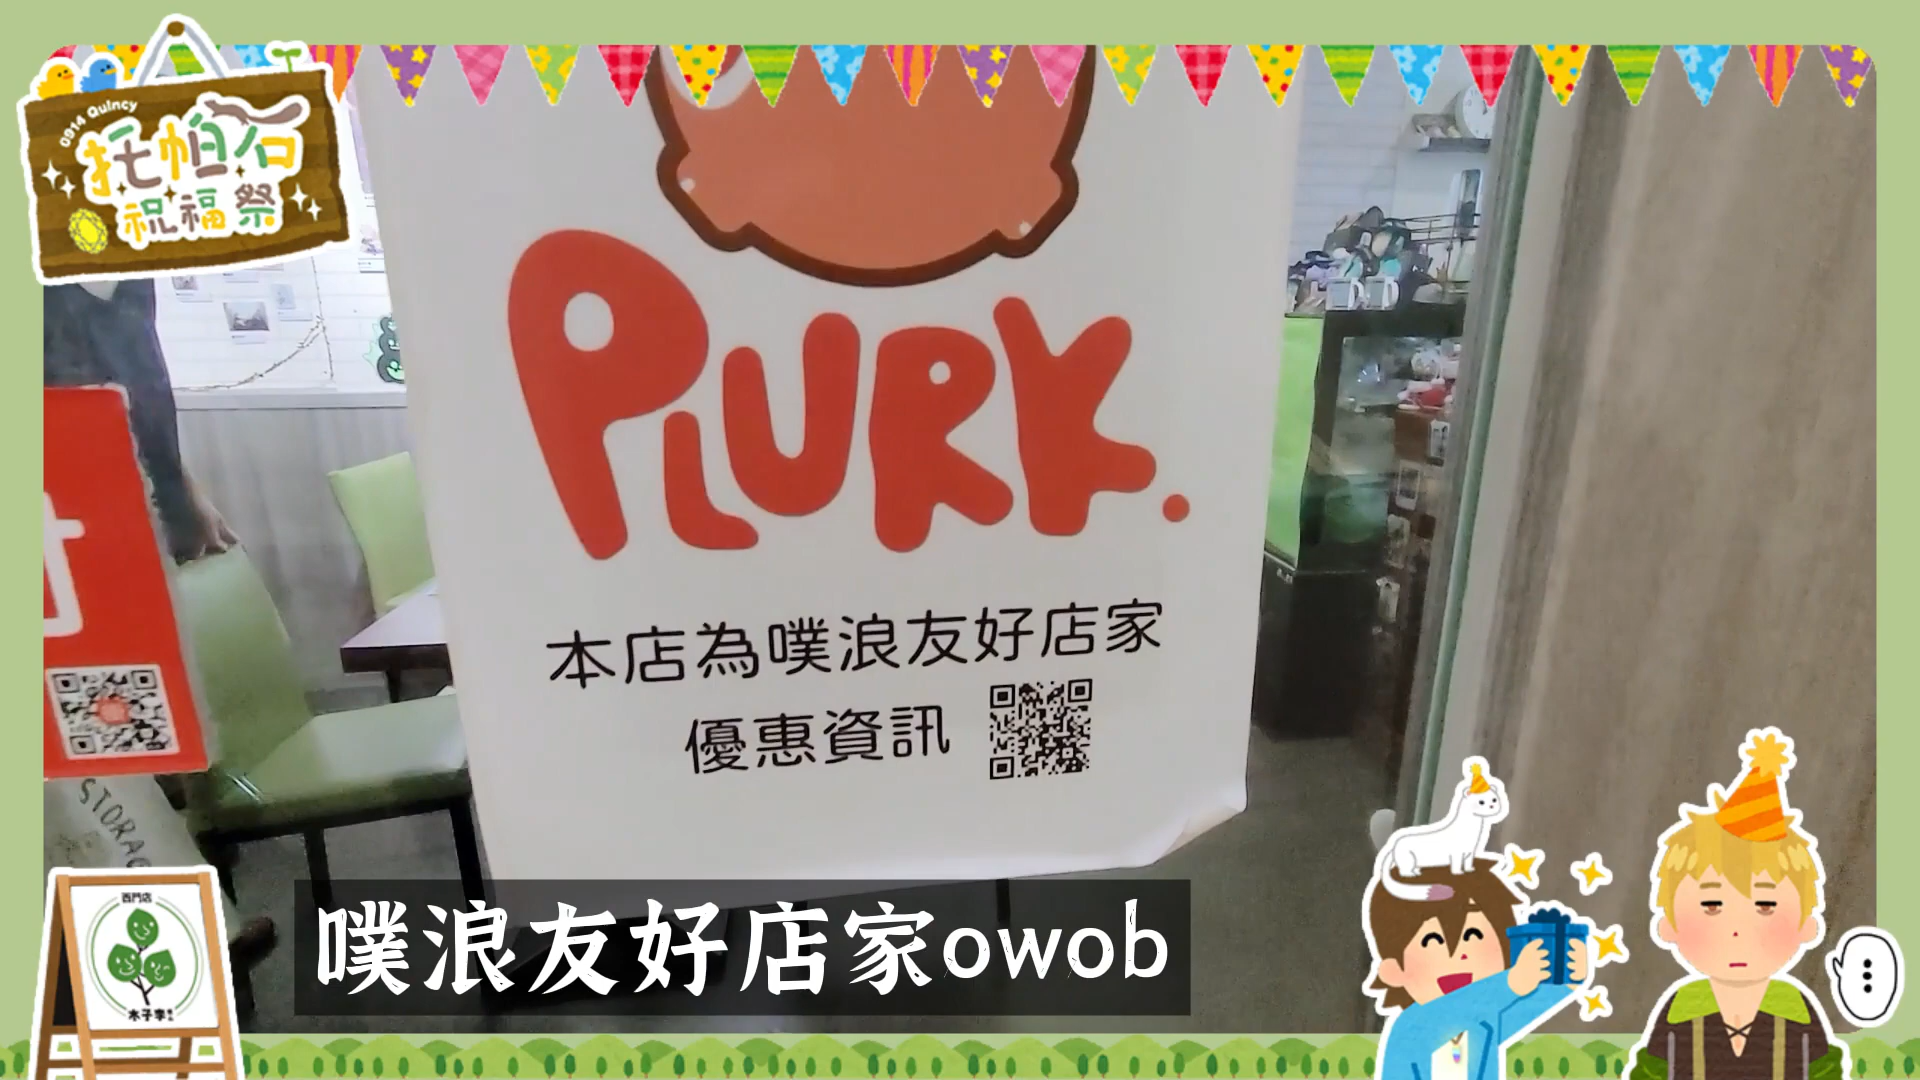 0914 Quincy
托帕石
祝福祭
PLURK.
本店為噗浪友好店家
優惠資訊
付
STORAG
西門店
木子李
噗浪友好店家owob